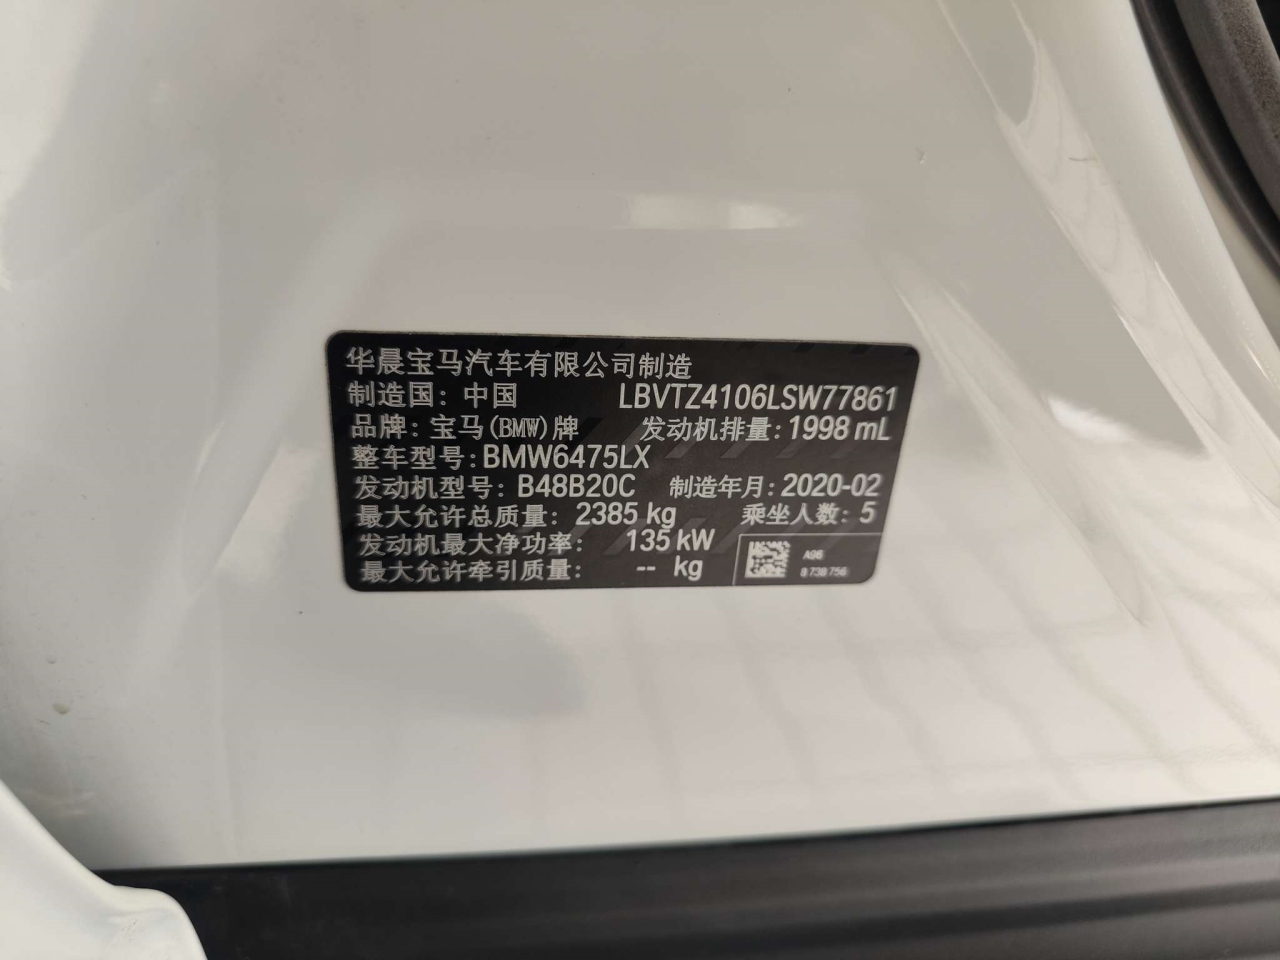 华晨宝马汽车有限公司制造
制造国: 中国 LBVTZ4106LSW77861
品牌: 宝马(BMW)牌 发动机排量: 1998 mL
整车型号: BMW6475LX
发动机型号: B48B20C 制造年月: 2020-02
最大允许总质量: 2385 kg 乘坐人数: 5
发动机最大净功率: 135 kW
最大允许牵引质量: -- kg
A96
8 738 756